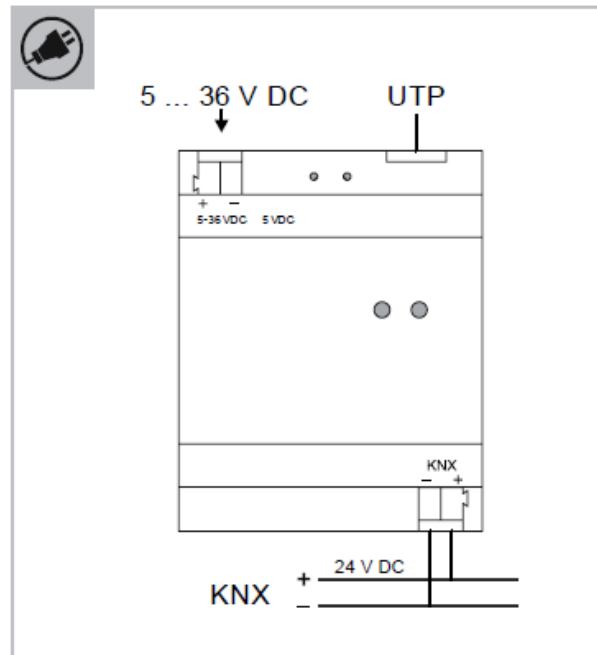 5 ... 36 V DC UTP
+ –
5-36 VDC 5 VDC
KNX
– +
+ 24 V DC
KNX –